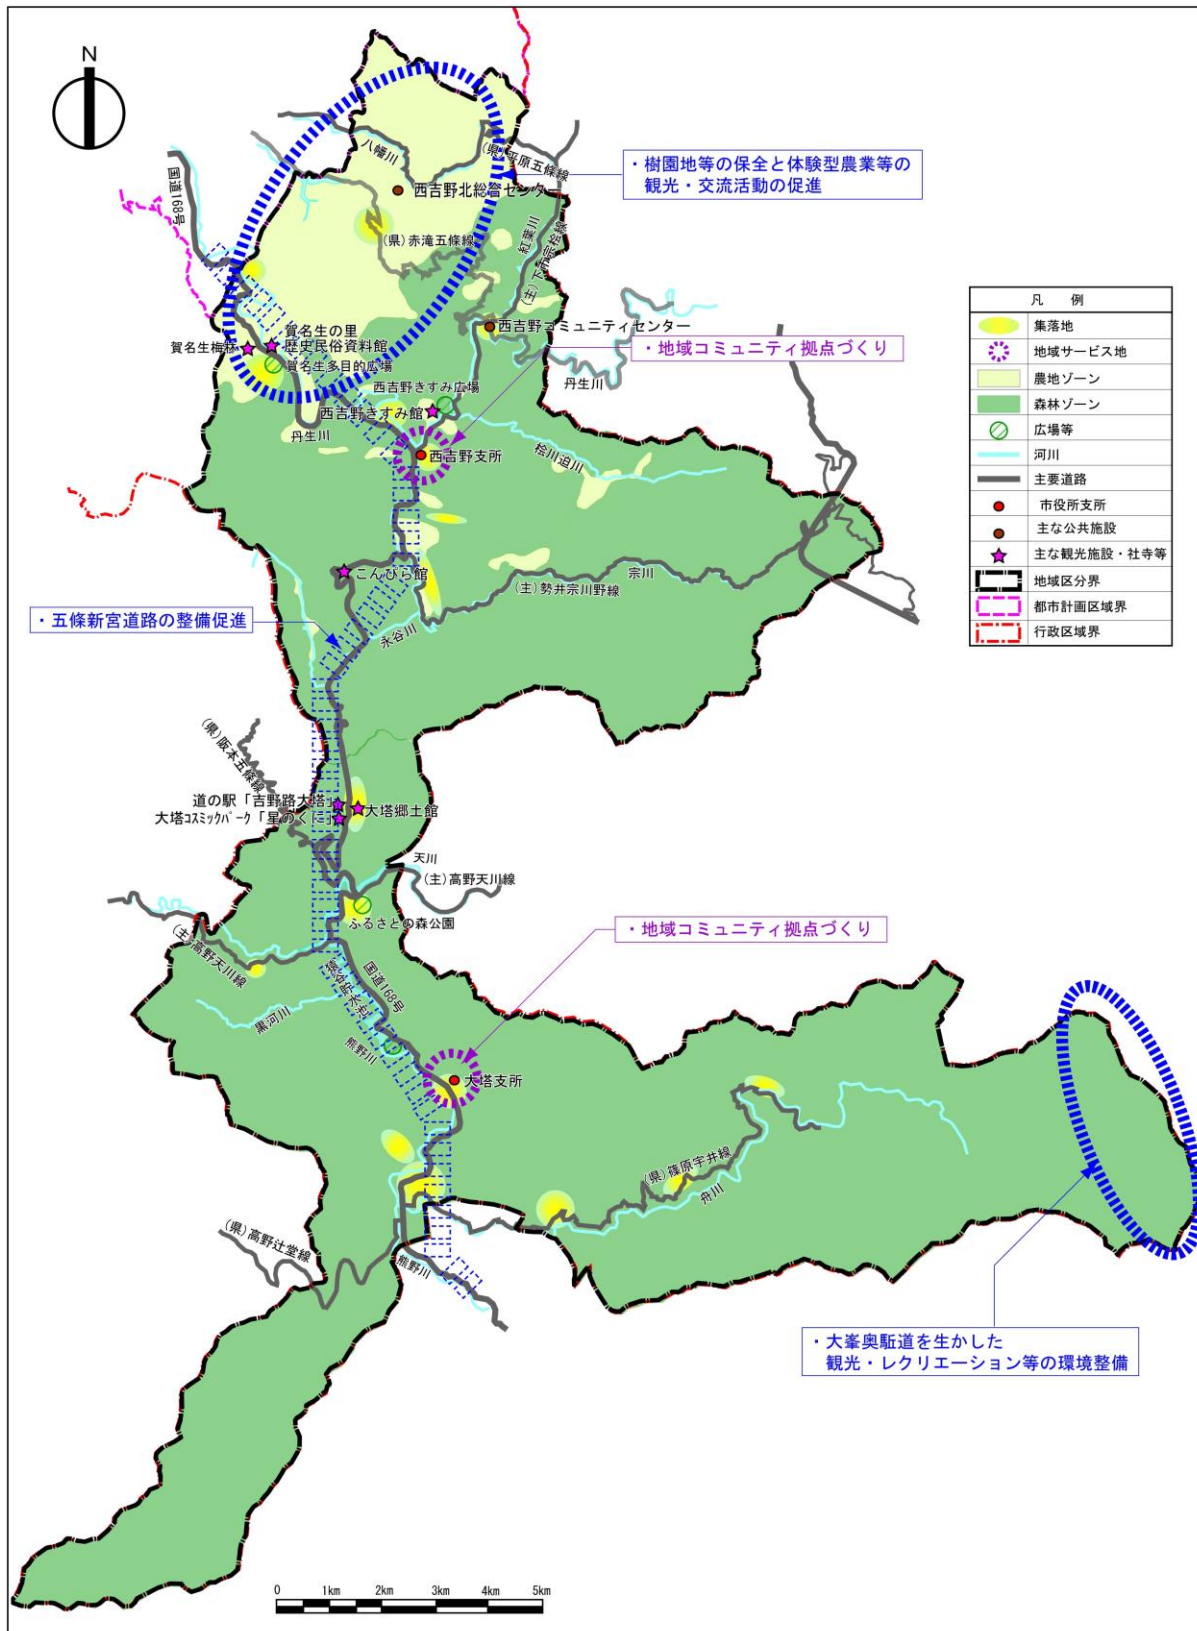 N
八幡川
(県)平原五條線
国道168号
・樹園地等の保全と体験型農業等の
観光・交流活動の促進
西吉野北総合センター
(県)赤滝五條線
紅葉川
(主)下市宗桧線
賀名生の里
歴史民俗資料館
賀名生梅林
賀名生多目的広場
西吉野コミュニティセンター
・地域コミュニティ拠点づくり
西吉野きすみ広場
丹生川
西吉野きすみ館
丹生川
西吉野支所
桧川迫川
こんぴら館
宗川
(主)勢井宗川野線
・五條新宮道路の整備促進
永谷川
(県)阪本五條線
道の駅「吉野路大塔」
大塔コスミックパーク「星のくに」
大塔郷土館
天川
(主)高野天川線
ふるさとの森公園
・地域コミュニティ拠点づくり
(主)高野天川線
国道168号
猿谷貯水池
黒河川
熊野川
大塔支所
(県)篠原宇井線
舟川
(県)高野辻堂線
熊野川
・大峯奥駈道を生かした
観光・レクリエーション等の環境整備
凡 例
集落地
地域サービス地
農地ゾーン
森林ゾーン
広場等
河川
主要道路
市役所支所
主な公共施設
主な観光施設・社寺等
地域区分界
都市計画区域界
行政区域界
0 1km 2km 3km 4km 5km